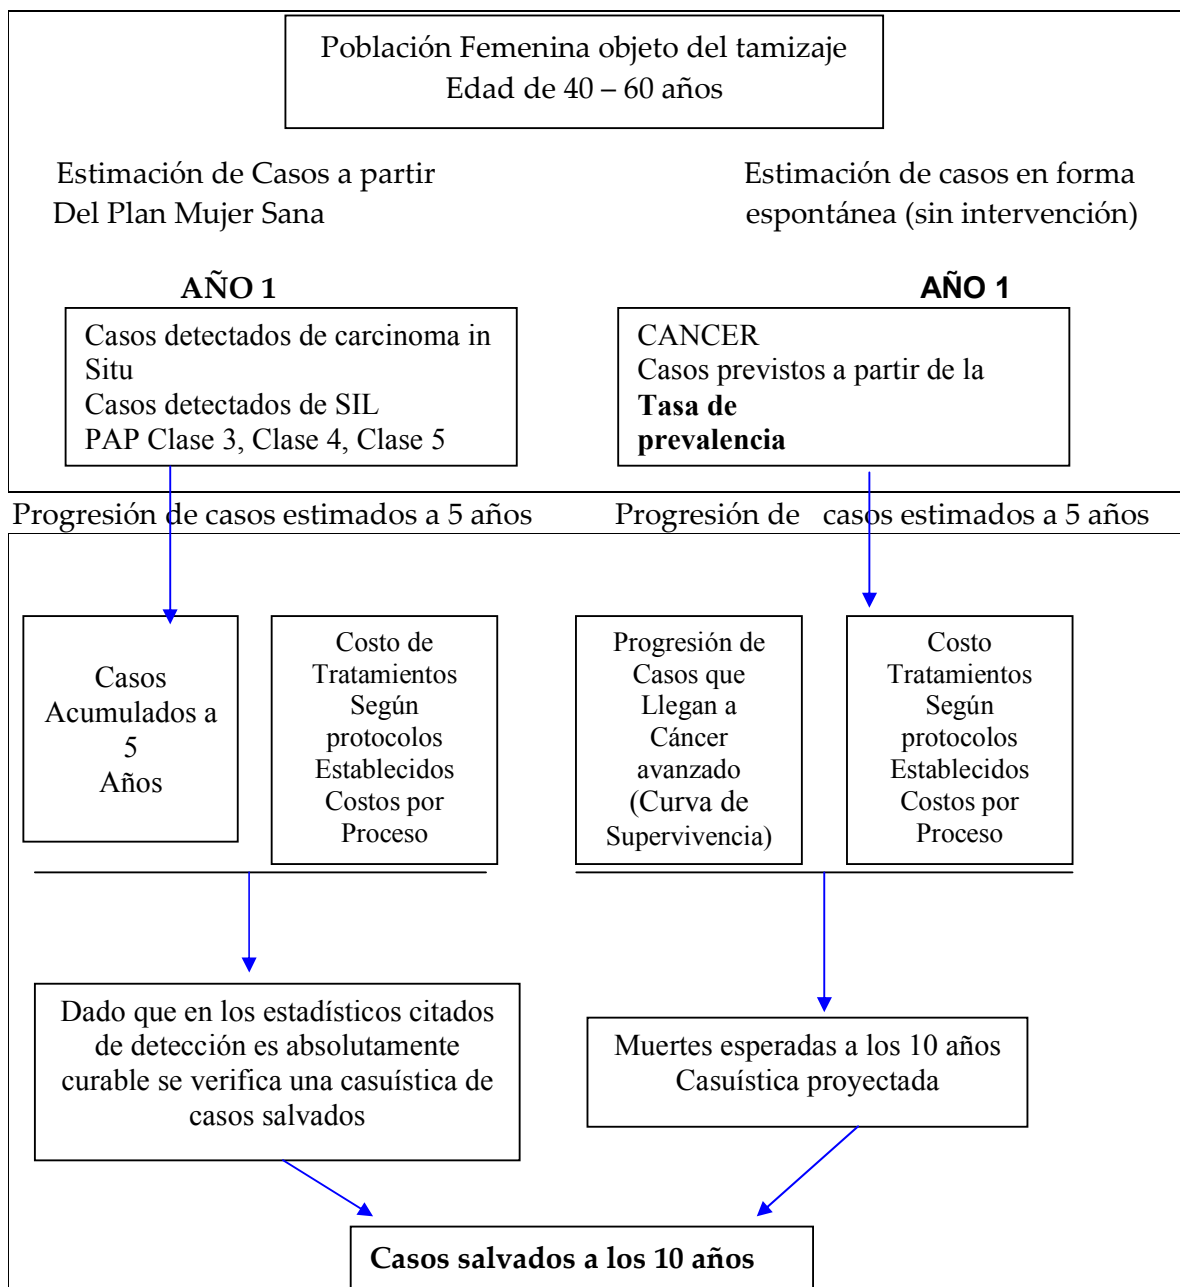 Población Femenina objeto del tamizaje
Edad de 40 – 60 años
Estimación de Casos a partir
Del Plan Mujer Sana
Estimación de casos en forma
espontánea (sin intervención)
AÑO 1
Casos detectados de carcinoma in
Situ
Casos detectados de SIL
PAP Clase 3, Clase 4, Clase 5
AÑO 1
CANCER
Casos previstos a partir de la
Tasa de
prevalencia
Progresión de casos estimados a 5 años
Progresión de casos estimados a 5 años
Casos
Acumulados a
5
Años
Costo de
Tratamientos
Según
protocolos
Establecidos
Costos por
Proceso
Progresión de
Casos que
Llegan a
Cáncer
avanzado
(Curva de
Supervivencia)
Costo
Tratamientos
Según
protocolos
Establecidos
Costos por
Proceso
Dado que en los estadísticos citados
de detección es absolutamente
curable se verifica una casuística de
casos salvados
Muertes esperadas a los 10 años
Casuística proyectada
Casos salvados a los 10 años